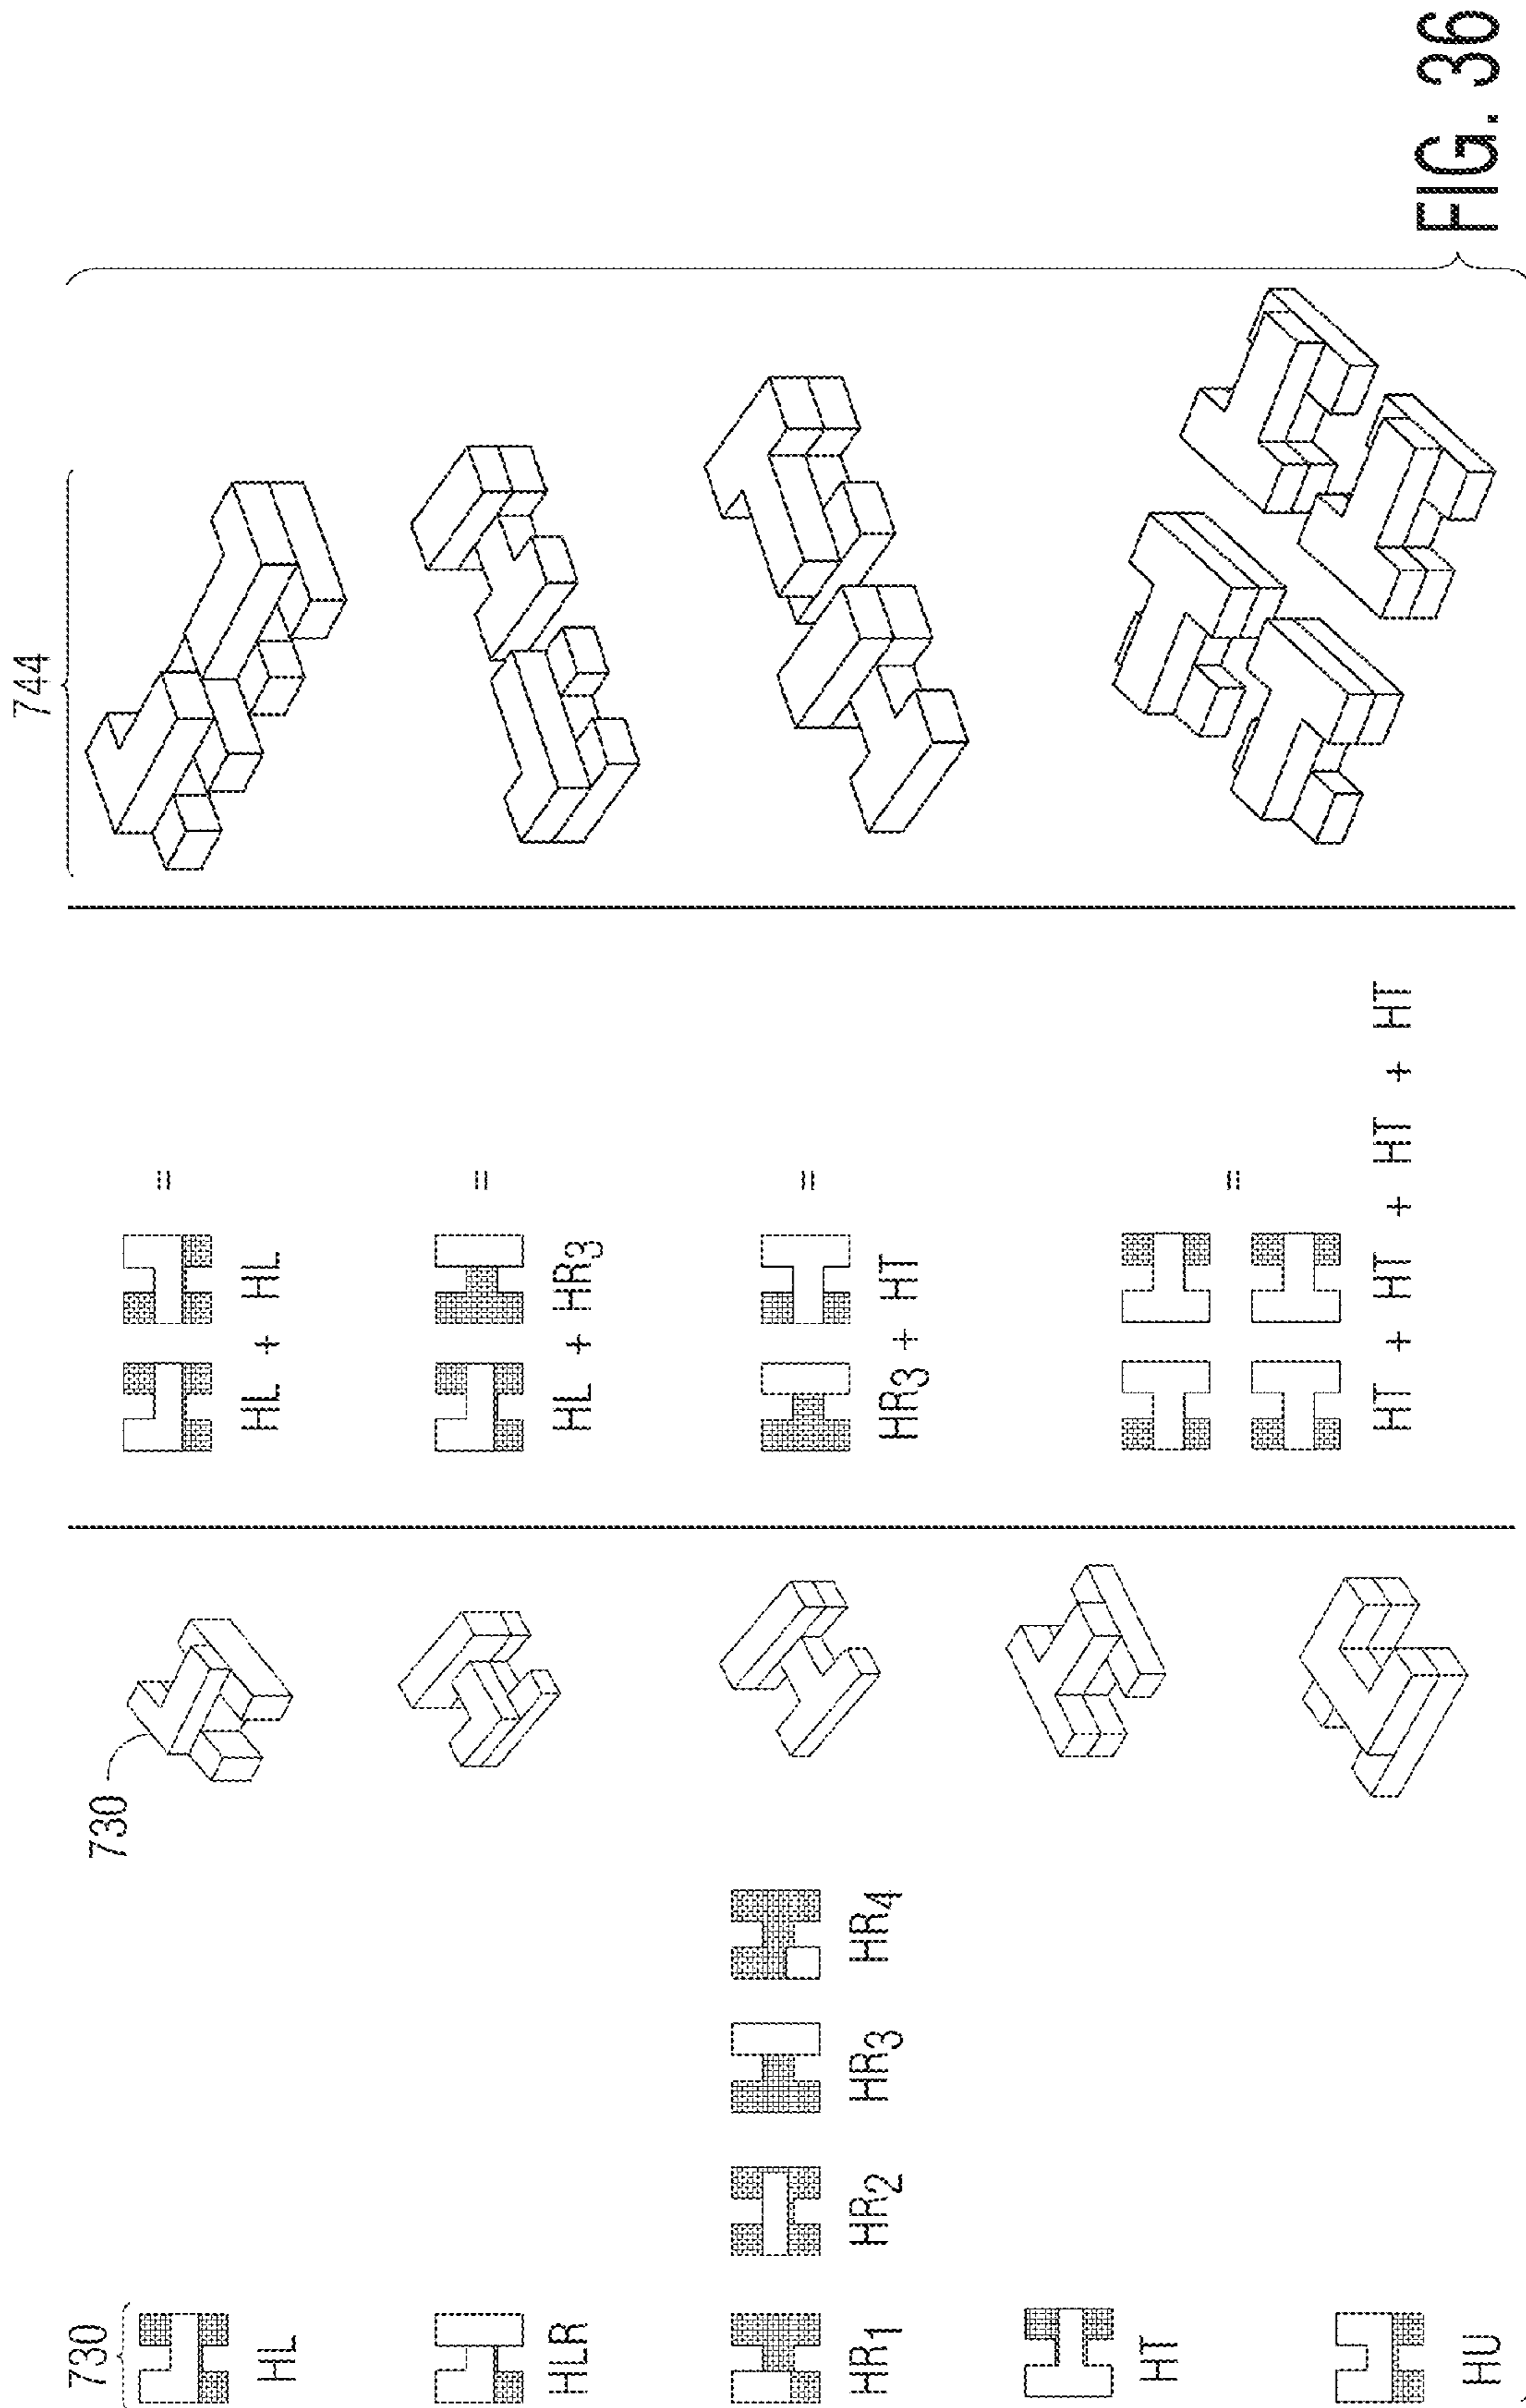 730
HL
HLR
HR1 HR2 HR3 HR4
HT
HU
730
HL + HL
=
HL + HR3
=
HR3 + HT
=
HT + HT + HT + HT
=
744
FIG. 36